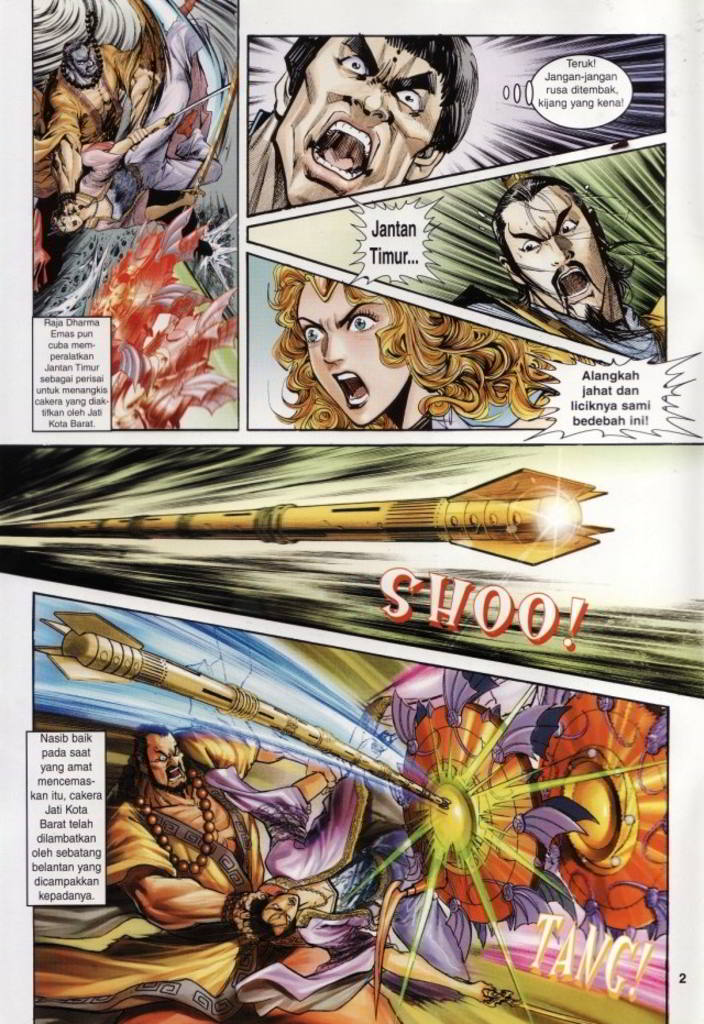 Raja Dharma
Emas pun
cuba mem-
peralatkan
Jantan Timur
sebagai perisai
untuk menangkis
cakera yang diak-
tifkan oleh Jati
Kota Barat.
Teruk!
Jangan-jangan
rusa ditembak,
kijang yang kena!
Jantan
Timur...
Alangkah
jahat dan
liciknya sami
bedebah ini!
SHOO!
Nasib baik
pada saat
yang amat
mencemas-
kan itu, cakera
Jati Kota
Barat telah
dilambatkan
oleh sebatang
belantan yang
dicampakkan
kepadanya.
TANG!
2